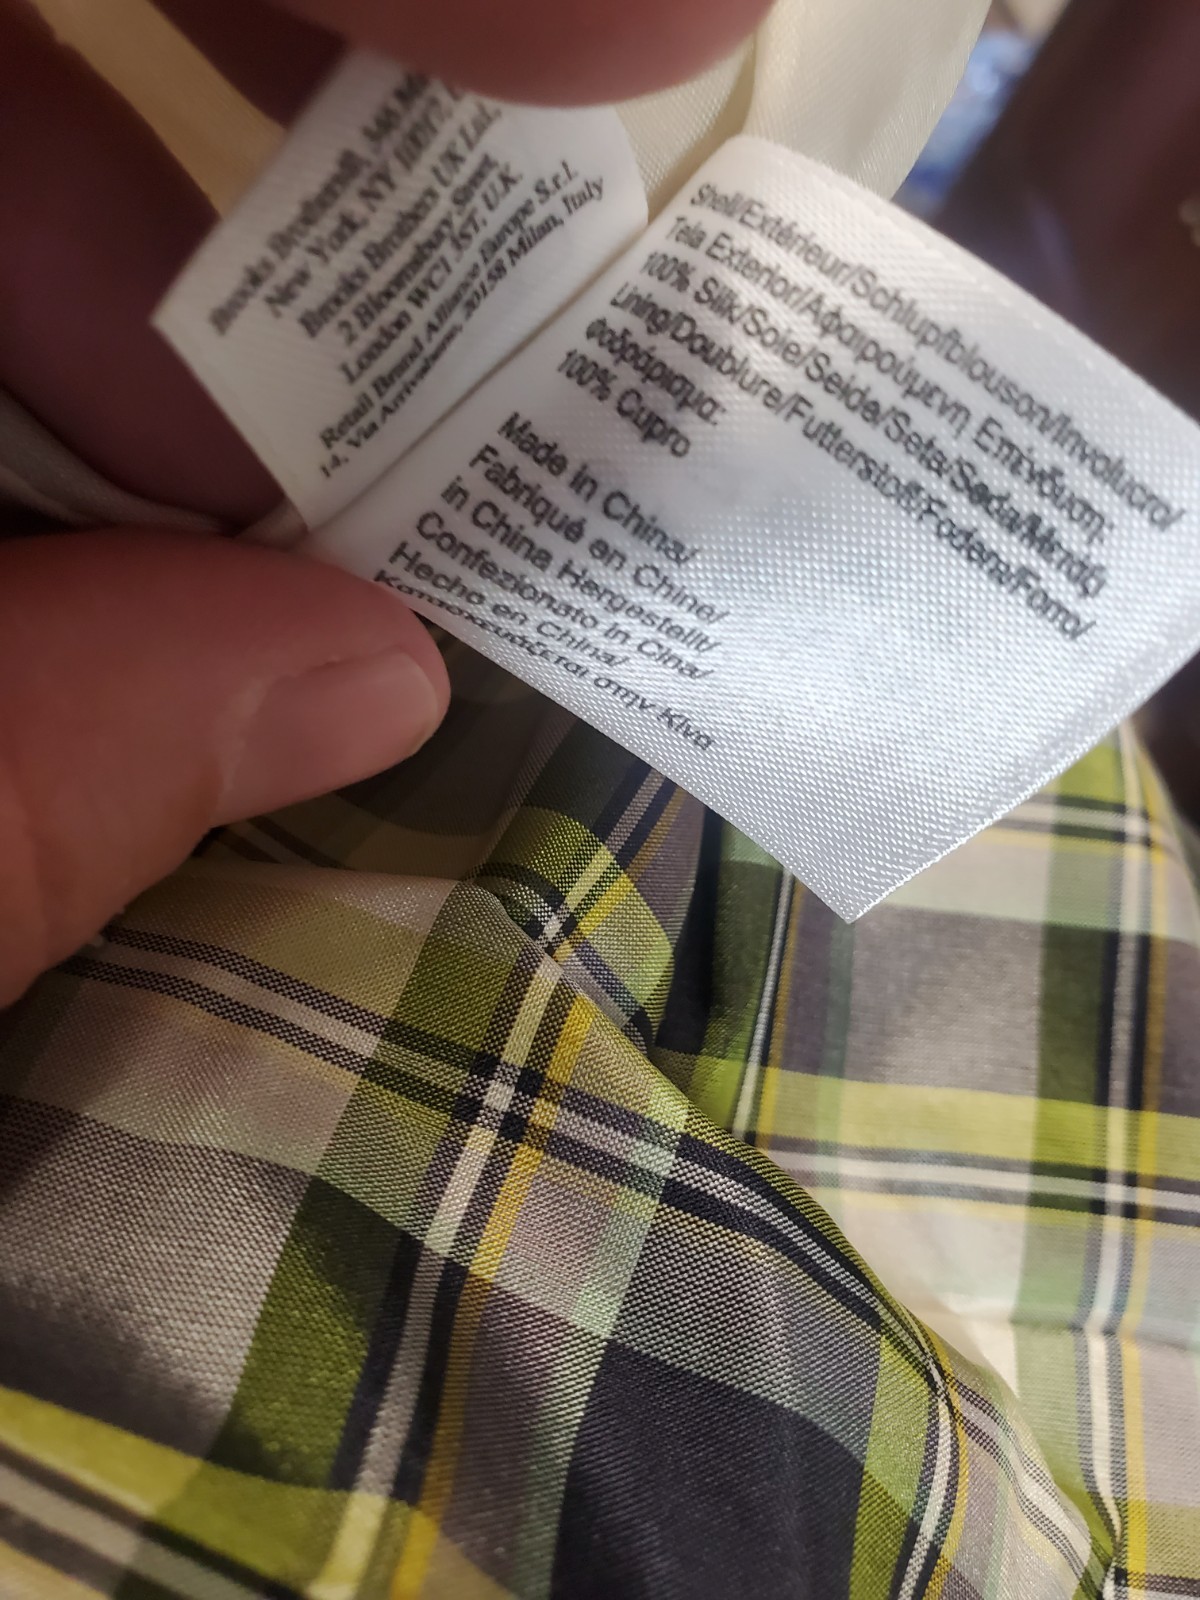 Brooks Brothers®, 346 M
New York, NY 10017,
Brooks Brothers UK Ltd.
2 Bloomsbury Street,
London WC1 3ST, U.K.
Retail Brand Alliance Europe S.r.l.
14, Via Arrivabene, 20158 Milan, Italy
Shell/Extérieur/Schlupfblouson/Involucro/
Tela Exterior/Αφαιρούμενη Επένδυση:
100% Silk/Soie/Seide/Seta/Seda/Μετάξι
Lining/Doublure/Futterstoff/Fodera/Forro/
Φοδράρισμα:
100% Cupro
Made in China/
Fabriqué en Chine/
in China Hergestellt/
Confezionato in Cina/
Hecho en China/
Κατασκευάζεται στην Κίνα